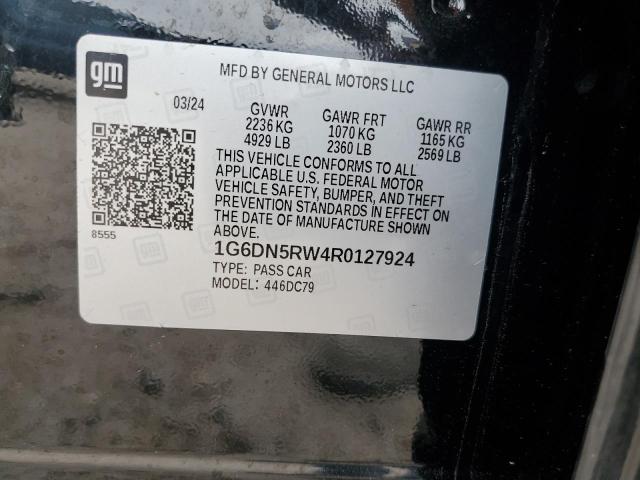 gm
MFD BY GENERAL MOTORS LLC
03/24
GVWR
2236 KG
4929 LB
GAWR FRT
1070 KG
2360 LB
GAWR RR
1165 KG
2569 LB
8555
THIS VEHICLE CONFORMS TO ALL
APPLICABLE U.S. FEDERAL MOTOR
VEHICLE SAFETY, BUMPER, AND THEFT
PREVENTION STANDARDS IN EFFECT ON
THE DATE OF MANUFACTURE SHOWN
ABOVE.
1G6DN5RW4R0127924
TYPE: PASS CAR
MODEL: 446DC79